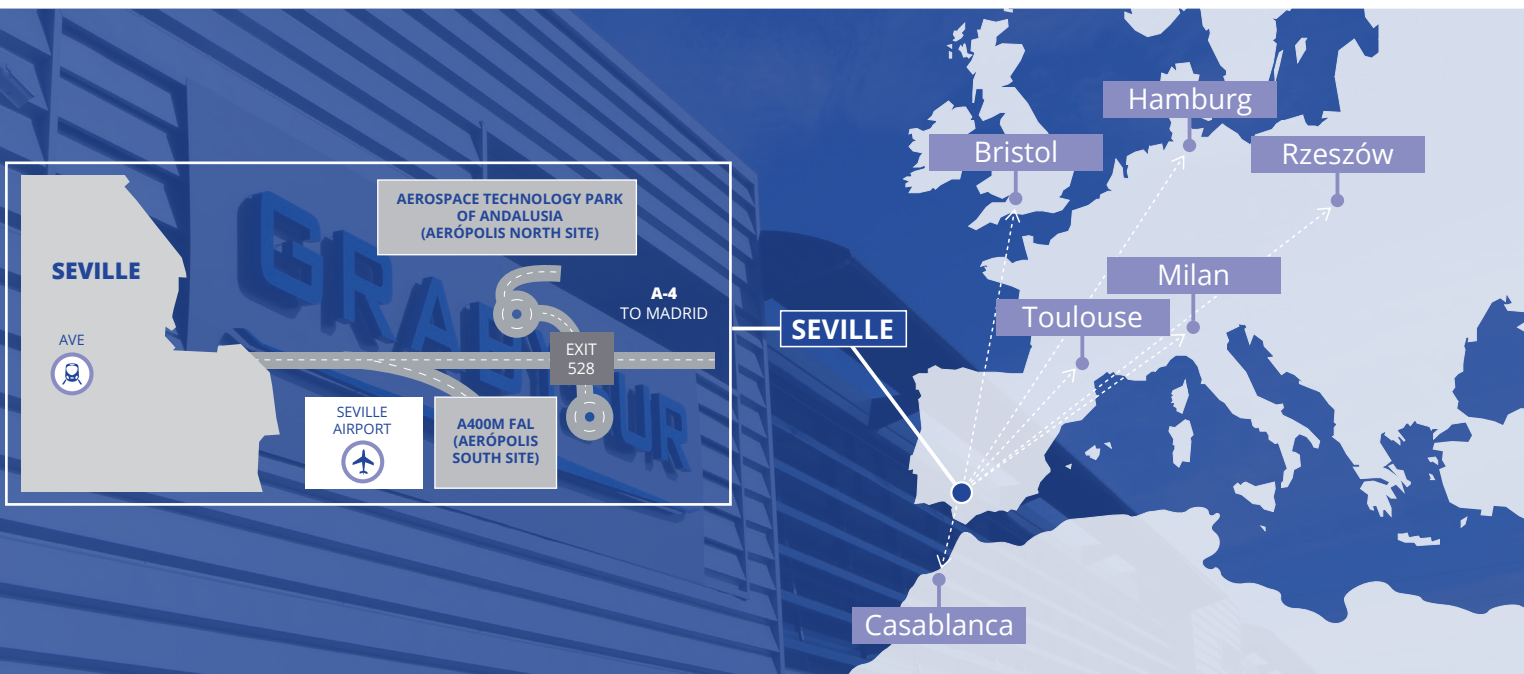 SEVILLE
AVE
AEROSPACE TECHNOLOGY PARK
OF ANDALUSIA
(AERÓPOLIS NORTH SITE)
A-4
TO MADRID
EXIT
528
SEVILLE
AIRPORT
A400M FAL
(AERÓPOLIS
SOUTH SITE)
SEVILLE
Hamburg
Bristol
Rzeszów
Milan
Toulouse
Casablanca